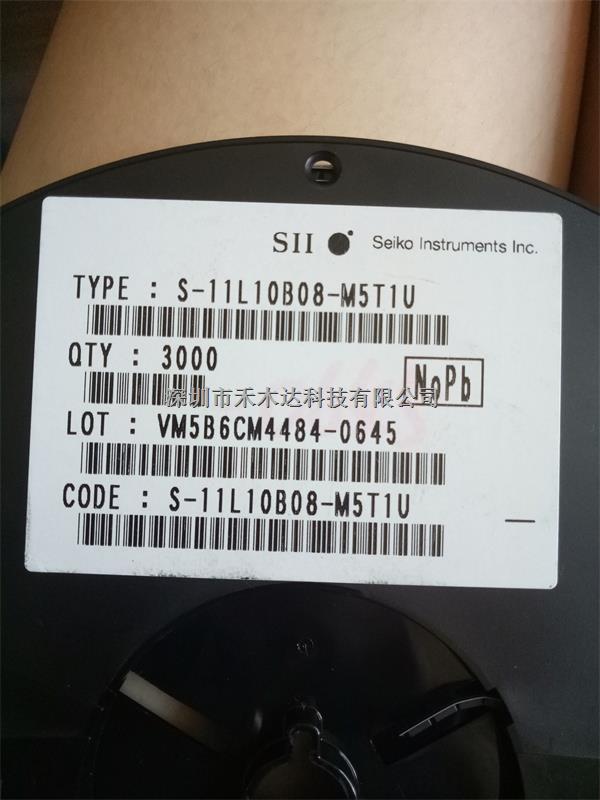 SII Seiko Instruments Inc.
TYPE : S-11L10B08-M5T1U
QTY : 3000
NoPb
深圳市禾木达科技有限公司
LOT : VM5B6CM4484-0645
CODE : S-11L10B08-M5T1U